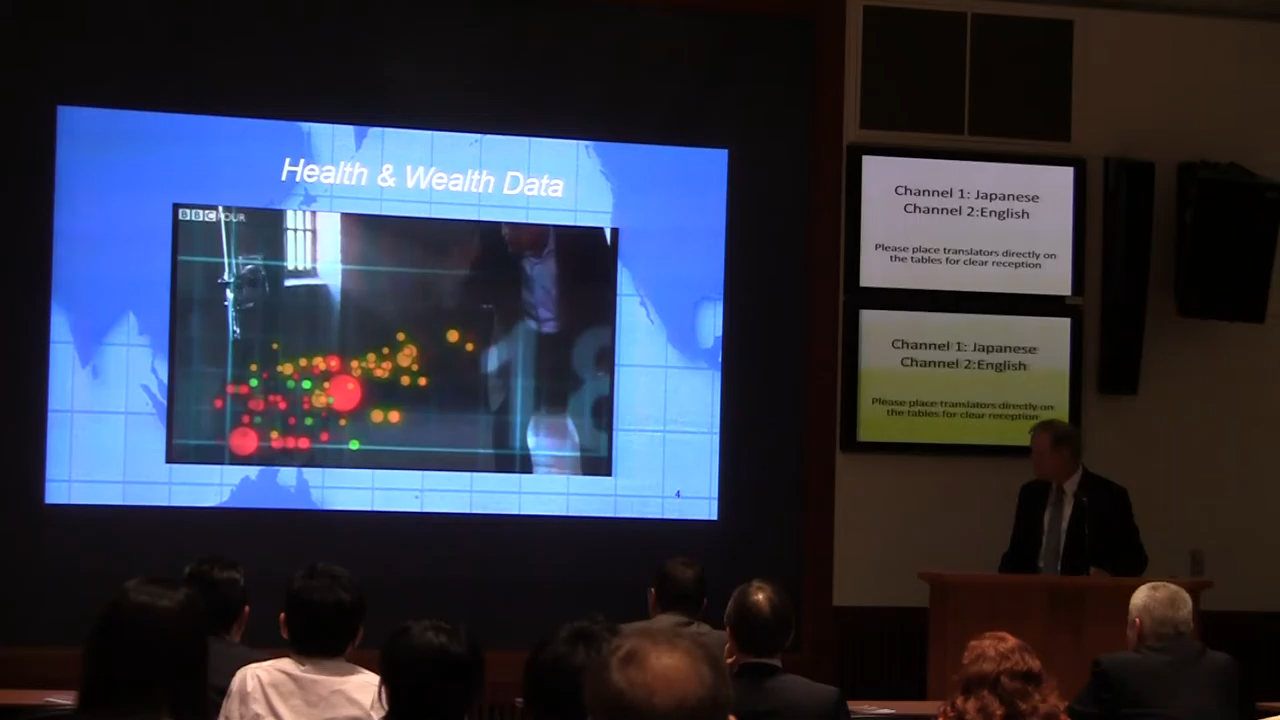 Health & Wealth Data
BBC FOUR
18
4
Channel 1: Japanese
Channel 2:English
Please place translators directly on
the tables for clear reception
Channel 1: Japanese
Channel 2:English
Please place translators directly on
the tables for clear reception